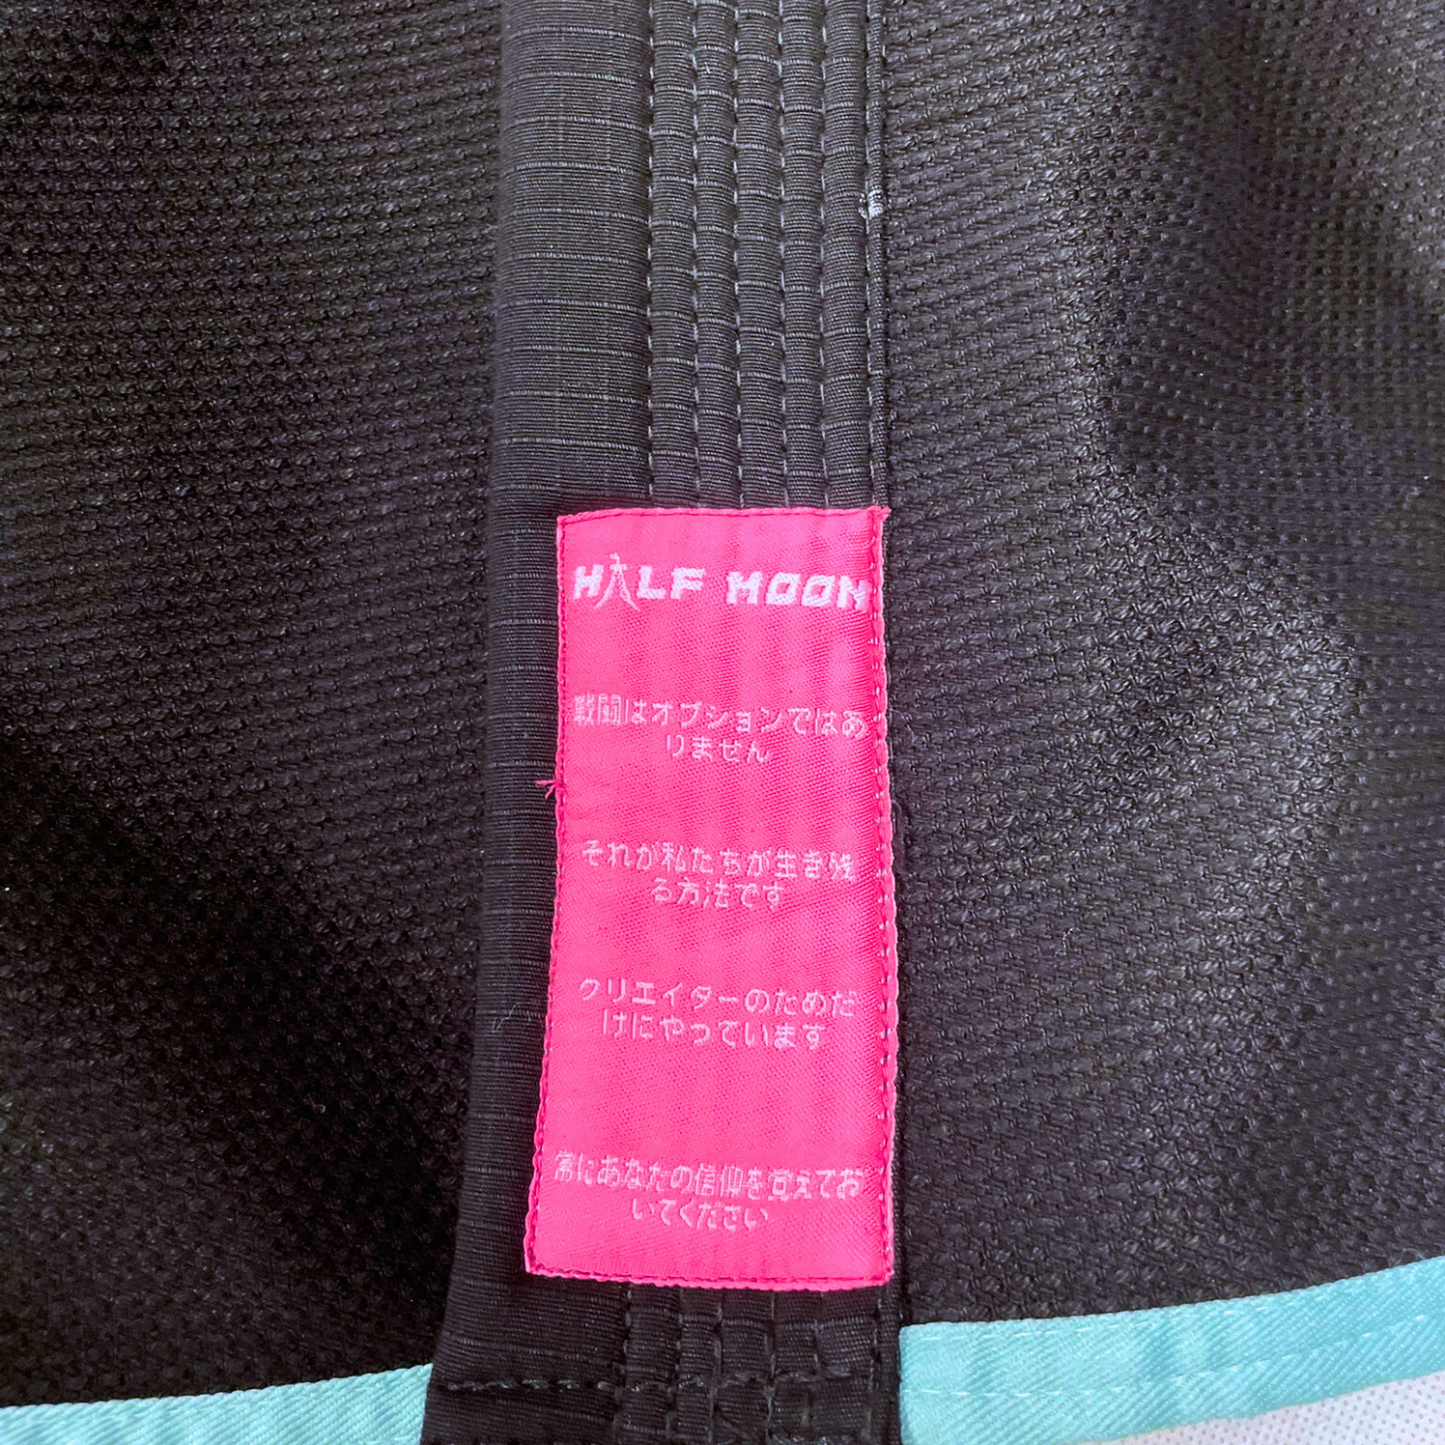 HALF MOON
戦闘はオプションではあ
りません
それが私たちが生き残
る方法です
クリエイターのためだ
けにやっています
常にあなたの信仰を覚えてお
いてください